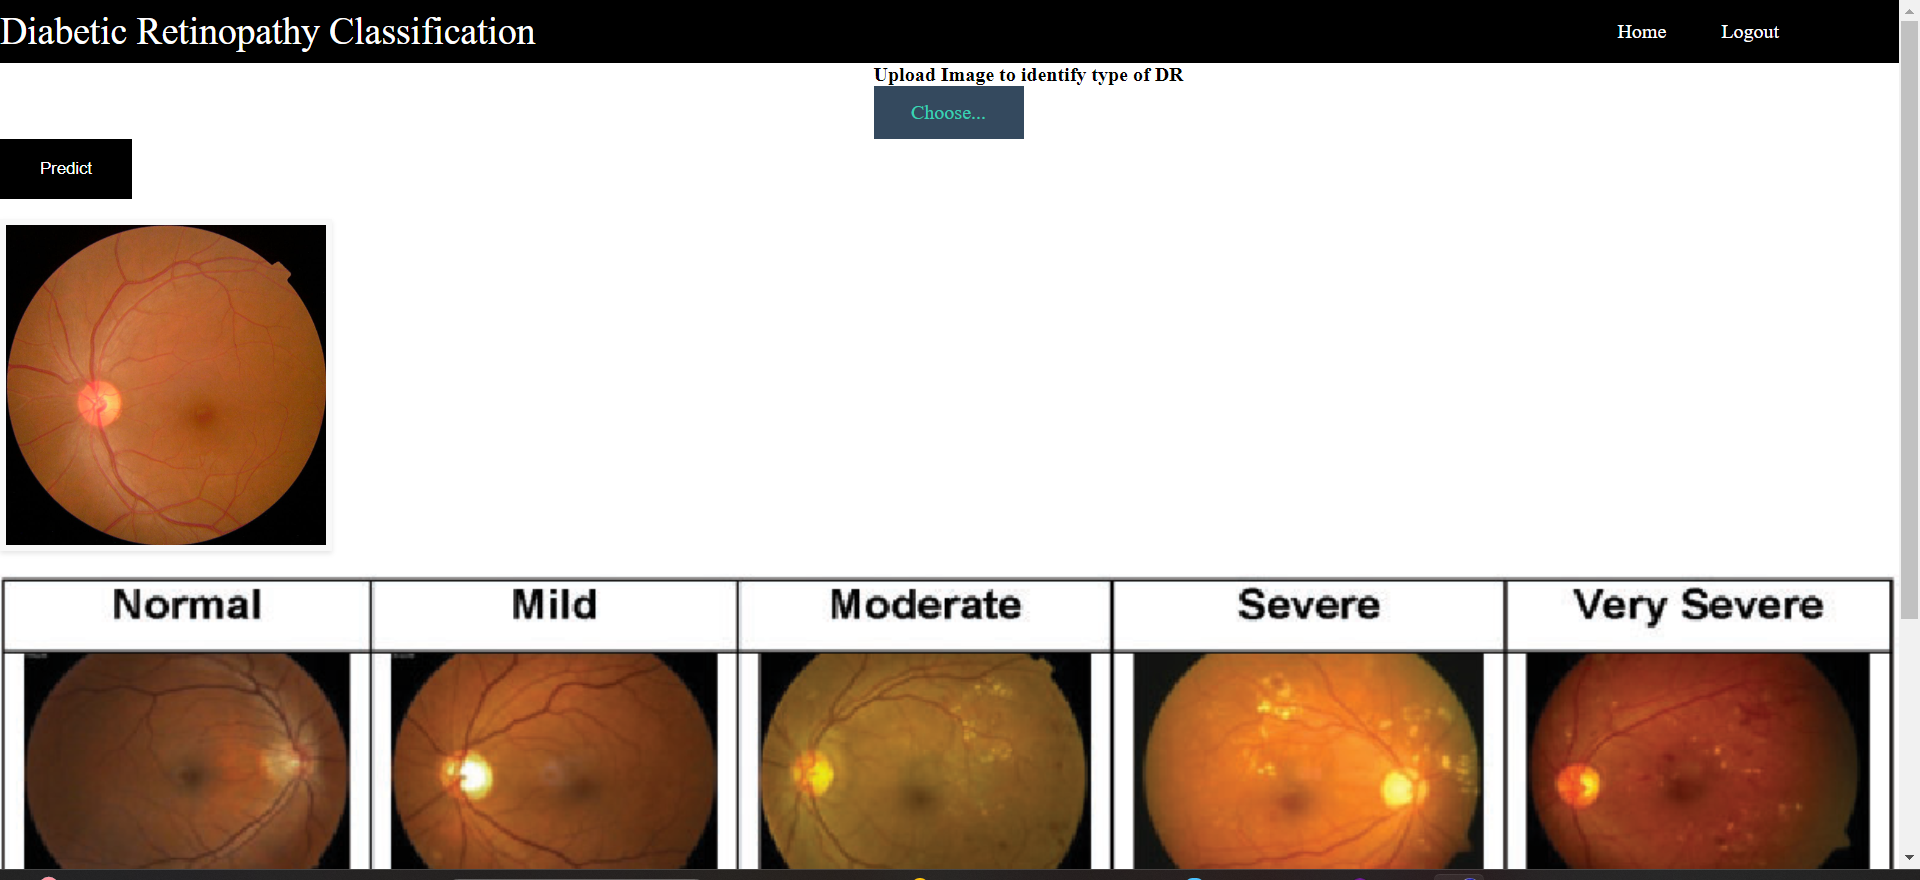 Diabetic Retinopathy Classification
Home
Logout
Upload Image to identify type of DR
Choose...
Predict
Normal
Mild
Moderate
Severe
Very Severe